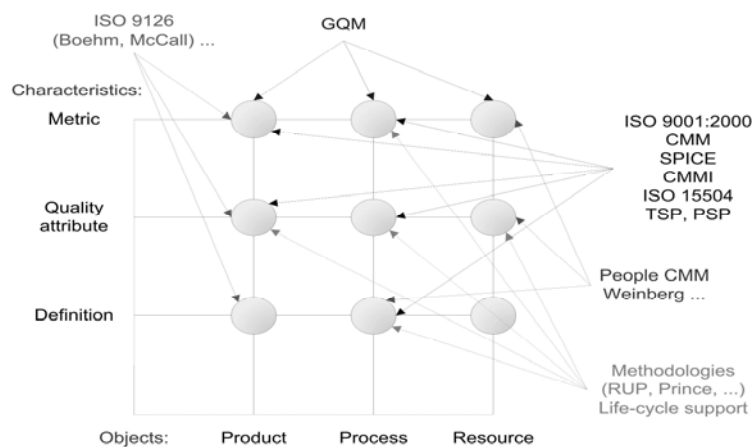 ISO 9126
(Boehm, McCall) ...
GQM
Characteristics:
Metric
ISO 9001:2000
CMM
SPICE
CMMI
ISO 15504
TSP, PSP
Quality
attribute
People CMM
Weinberg ...
Definition
Methodologies
(RUP, Prince, ...)
Life-cycle support
Objects: Product Process Resource